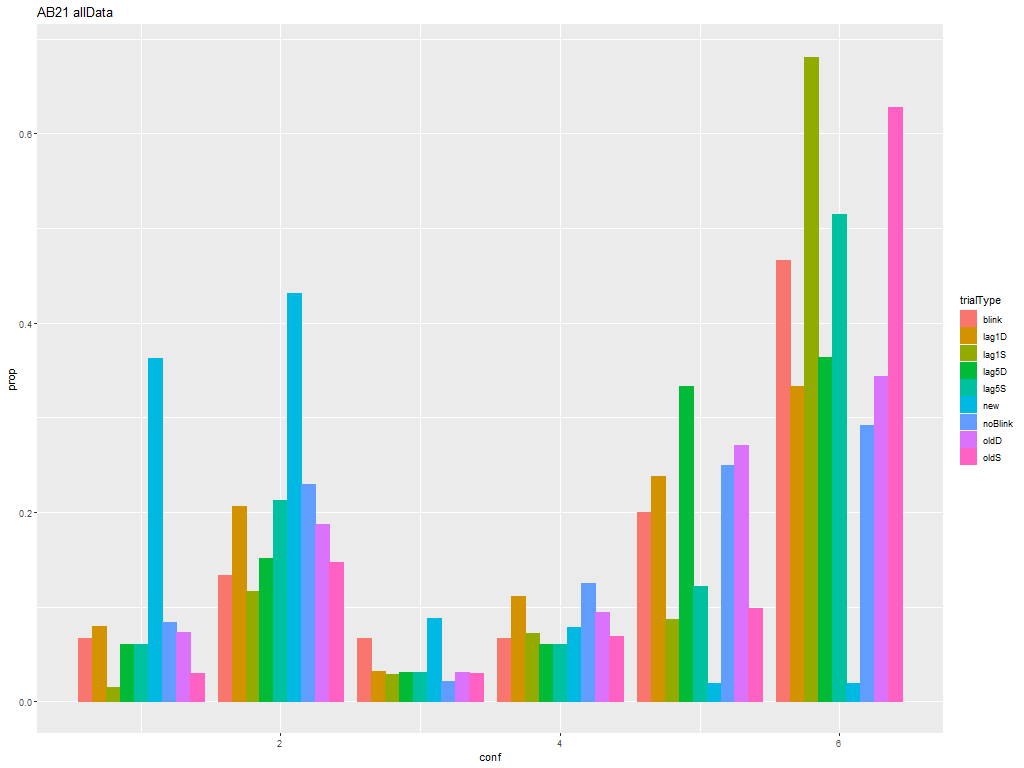 AB21 allData
prop
0.6
0.4
0.2
0.0
2
4
6
conf
trialType
blink
lag1D
lag1S
lag5D
lag5S
new
noBlink
oldD
oldS